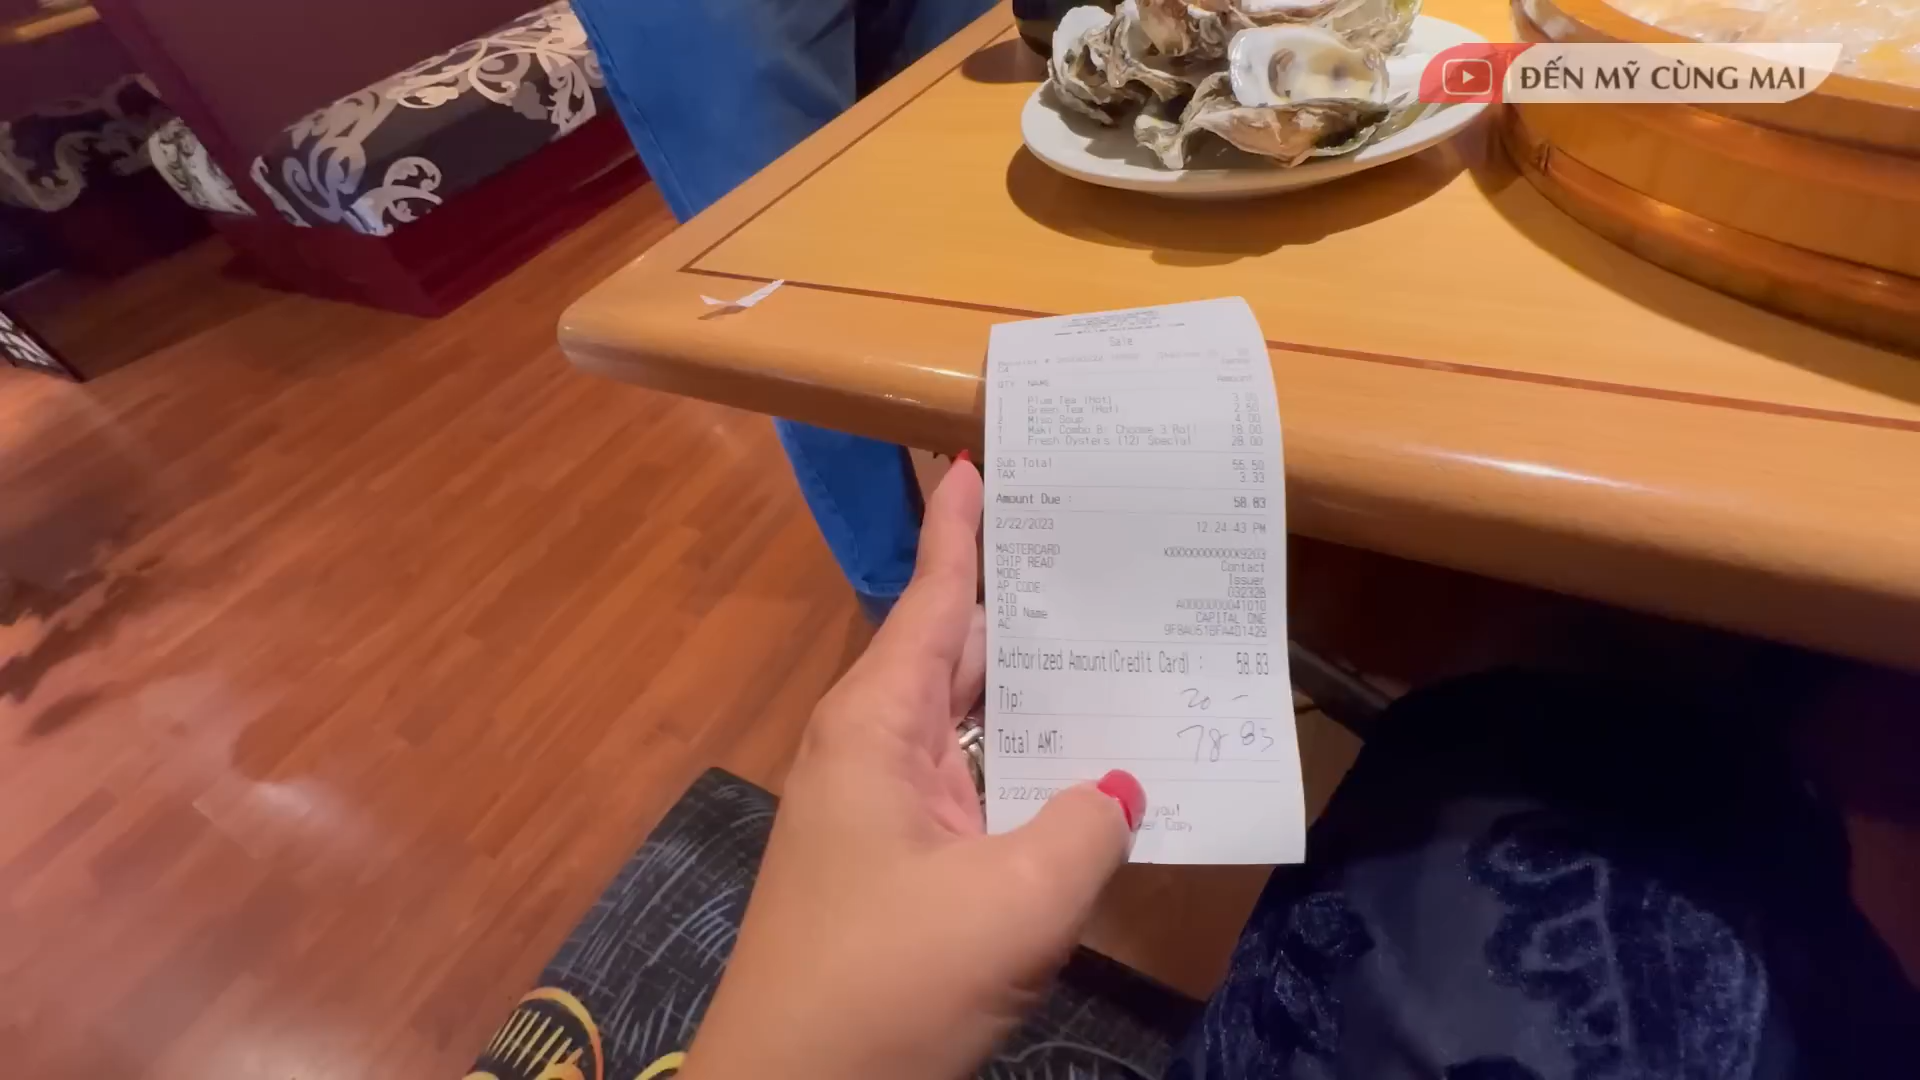 ĐẾN MỸ CÙNG MAI
Sale
QTY NAME Amount
Plum Tea (Hot) 3.00
1 Green Tea (Hot) 2.50
2 Miso Soup 4.00
1 Maki Combo B: Choose 3 Roll 18.00
1 Fresh Oysters (12) Special 28.00
Sub Total 55.50
TAX 3.33
Amount Due : 58.83
2/22/2023 12:24:43 PM
MASTERCARD
CHIP READ Contact
MODE Issuer
AP CODE: 03232B
AID A0000000041010
AID Name CAPITAL ONE
AC
Authorized Amount(Credit Card) : 58.83
Tip: 20 -
Total AMT: 78 83
you!
Copy